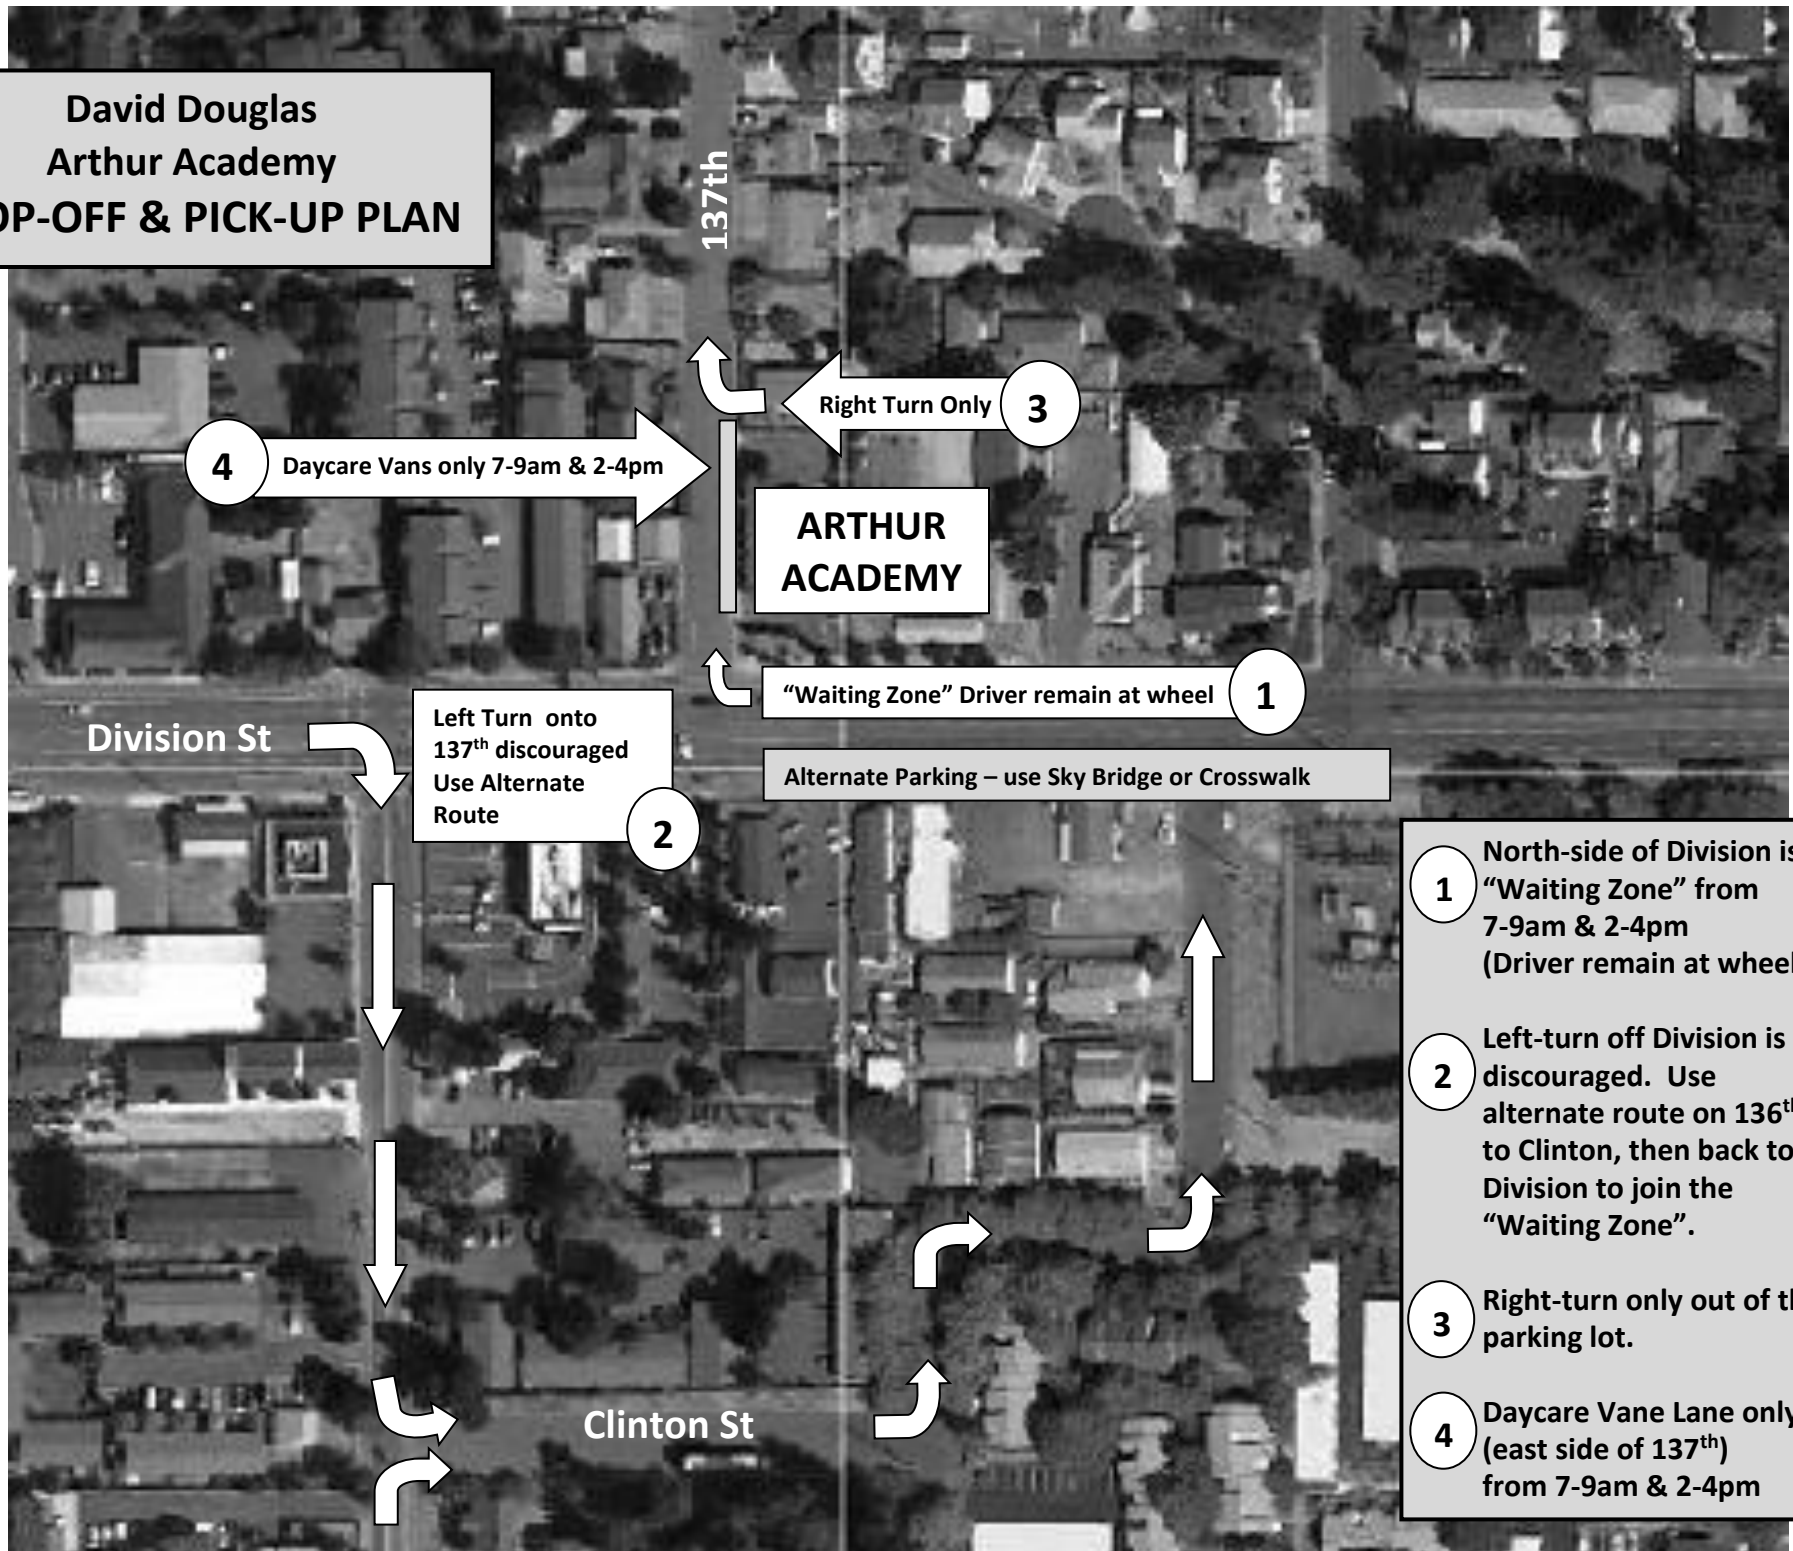 David Douglas
Arthur Academy
OP-OFF & PICK-UP PLAN
137th
Right Turn Only
3
4
Daycare Vans only 7-9am & 2-4pm
ARTHUR
ACADEMY
“Waiting Zone” Driver remain at wheel
1
Division St
Left Turn onto
137th discouraged
Use Alternate
Route
2
Alternate Parking – use Sky Bridge or Crosswalk
1
North-side of Division is
“Waiting Zone” from
7-9am & 2-4pm
(Driver remain at wheel
2
Left-turn off Division is
discouraged. Use
alternate route on 136th
to Clinton, then back to
Division to join the
“Waiting Zone”.
3
Right-turn only out of th
parking lot.
4
Daycare Vane Lane only
(east side of 137th)
from 7-9am & 2-4pm
Clinton St